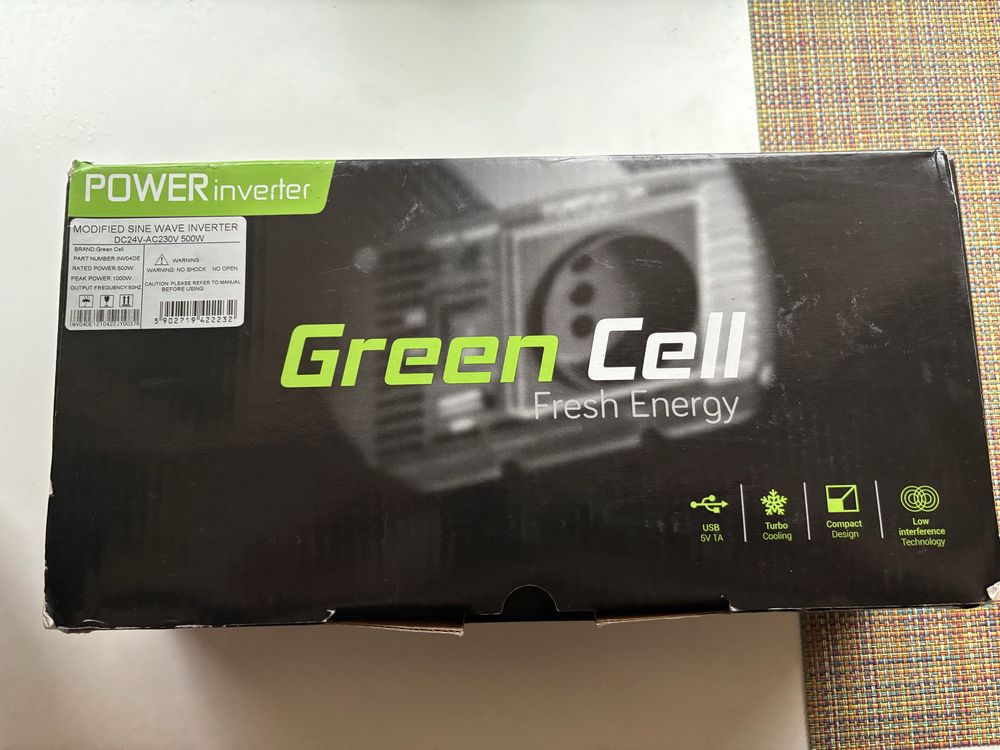 POWER inverter
MODIFIED SINE WAVE INVERTER
DC24V-AC230V 500W
BRAND:Green Cell
PART NUMBER:INV04DE
RATED POWER:500W
PEAK POWER:1000W
OUTPUT FREQUENCY:50HZ
WARNING
WARNING: NO SHOCK NO OPEN
CAUTION: PLEASE REFER TO MANUAL
BEFORE USING
INV04DE1210422JY00378
5 902719 422232
Green Cell
Fresh Energy
USB
5V 1A
Turbo
Cooling
Compact
Design
Low
interference
Technology